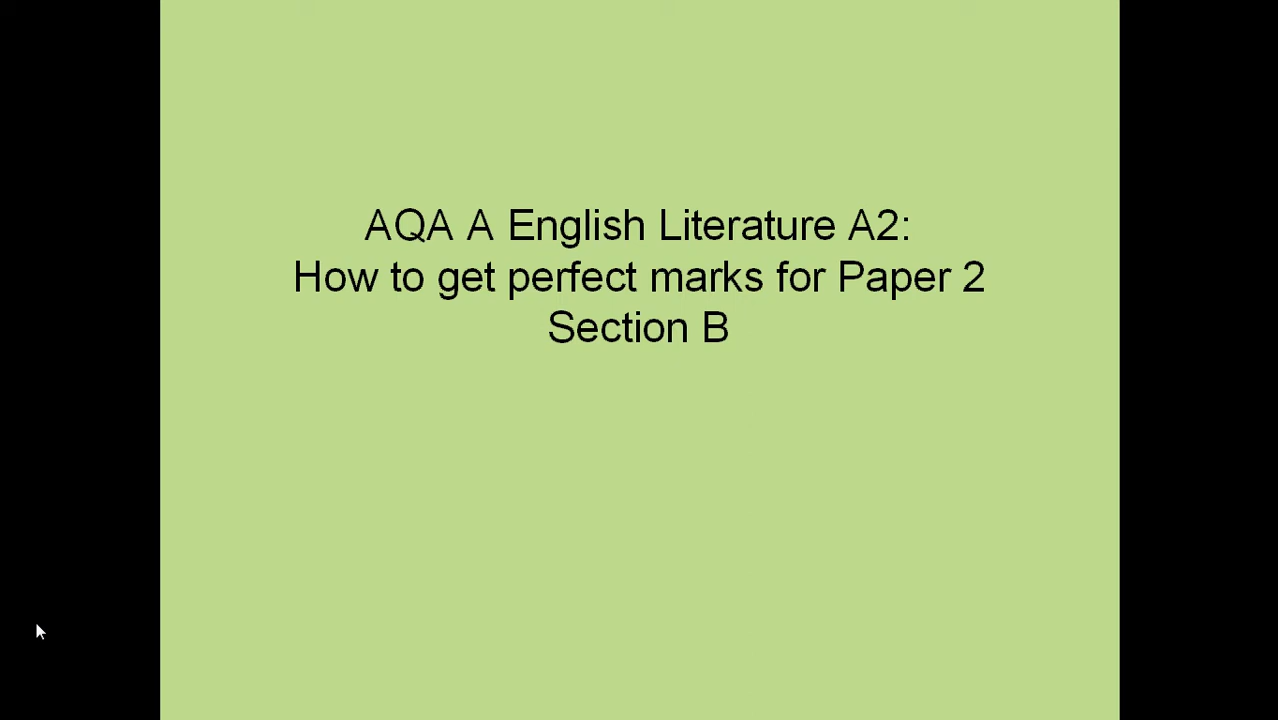 AQA A English Literature A2:
How to get perfect marks for Paper 2
Section B